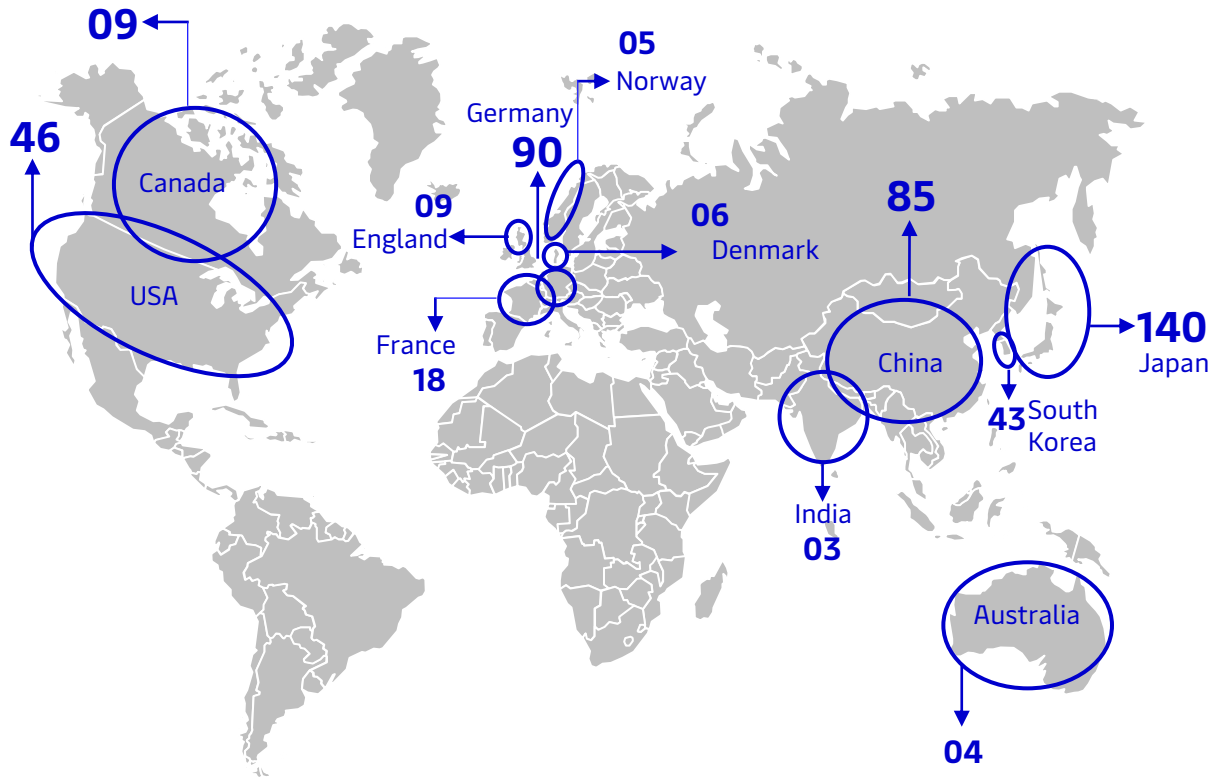 09
05
Norway
Germany
46
90
Canada
09
England
06
Denmark
85
USA
France
18
China
140
Japan
43
South
Korea
India
03
Australia
04